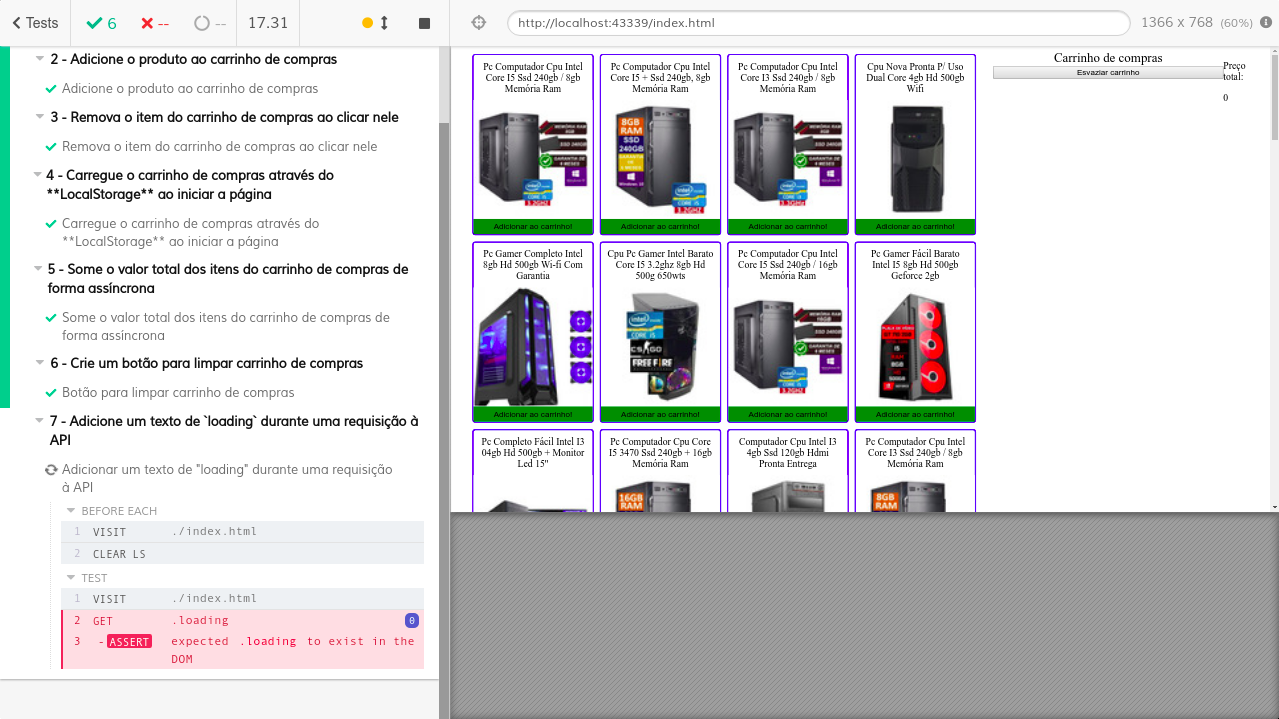 Tests
6
--
--
17.31
http://localhost:43339/index.html
1366 x 768 (60%)
2 - Adicione o produto ao carrinho de compras
Adicione o produto ao carrinho de compras
3 - Remova o item do carrinho de compras ao clicar nele
Remova o item do carrinho de compras ao clicar nele
4 - Carregue o carrinho de compras através do
**LocalStorage** ao iniciar a página
Carregue o carrinho de compras através do
**LocalStorage** ao iniciar a página
5 - Some o valor total dos itens do carrinho de compras de
forma assíncrona
Some o valor total dos itens do carrinho de compras de
forma assíncrona
6 - Crie um botão para limpar carrinho de compras
Botão para limpar carrinho de compras
7 - Adicione um texto de `loading` durante uma requisição à
API
Adicionar um texto de "loading" durante uma requisição
à API
BEFORE EACH
1 VISIT ./index.html
2 CLEAR LS
TEST
1 VISIT ./index.html
2 GET .loading 0
3 -ASSERT expected .loading to exist in the
DOM
Pc Computador Cpu Intel
Core I5 Ssd 240gb / 8gb
Memória Ram
Adicionar ao carrinho!
Pc Computador Cpu Intel
Core I5 + Ssd 240gb, 8gb
Memória Ram
8GB
RAM
SSD
240GB
Adicionar ao carrinho!
Pc Computador Cpu Intel
Core I3 Ssd 240gb / 8gb
Memória Ram
Adicionar ao carrinho!
Cpu Nova Pronta P/ Uso
Dual Core 4gb Hd 500gb
Wifi
Adicionar ao carrinho!
Pc Gamer Completo Intel
8gb Hd 500gb Wi-fi Com
Garantia
Adicionar ao carrinho!
Cpu Pc Gamer Intel Barato
Core I5 3.2ghz 8gb Hd
500g 650wts
CS:GO
FREE FIRE
Adicionar ao carrinho!
Pc Computador Cpu Intel
Core I5 Ssd 240gb / 16gb
Memória Ram
Adicionar ao carrinho!
Pc Gamer Fácil Barato
Intel I5 8gb Hd 500gb
Geforce 2gb
Adicionar ao carrinho!
Pc Completo Fácil Intel I3
04gb Hd 500gb + Monitor
Led 15"
Pc Computador Cpu Core
I5 3470 Ssd 240gb + 16gb
Memória Ram
16GB
RAM
Computador Cpu Intel I3
4gb Ssd 120gb Hdmi
Pronta Entrega
Pc Computador Cpu Intel
Core I3 Ssd 240gb / 8gb
Memória Ram
8GB
RAM
Carrinho de compras
Esvaziar carrinho
Preço
total:
0